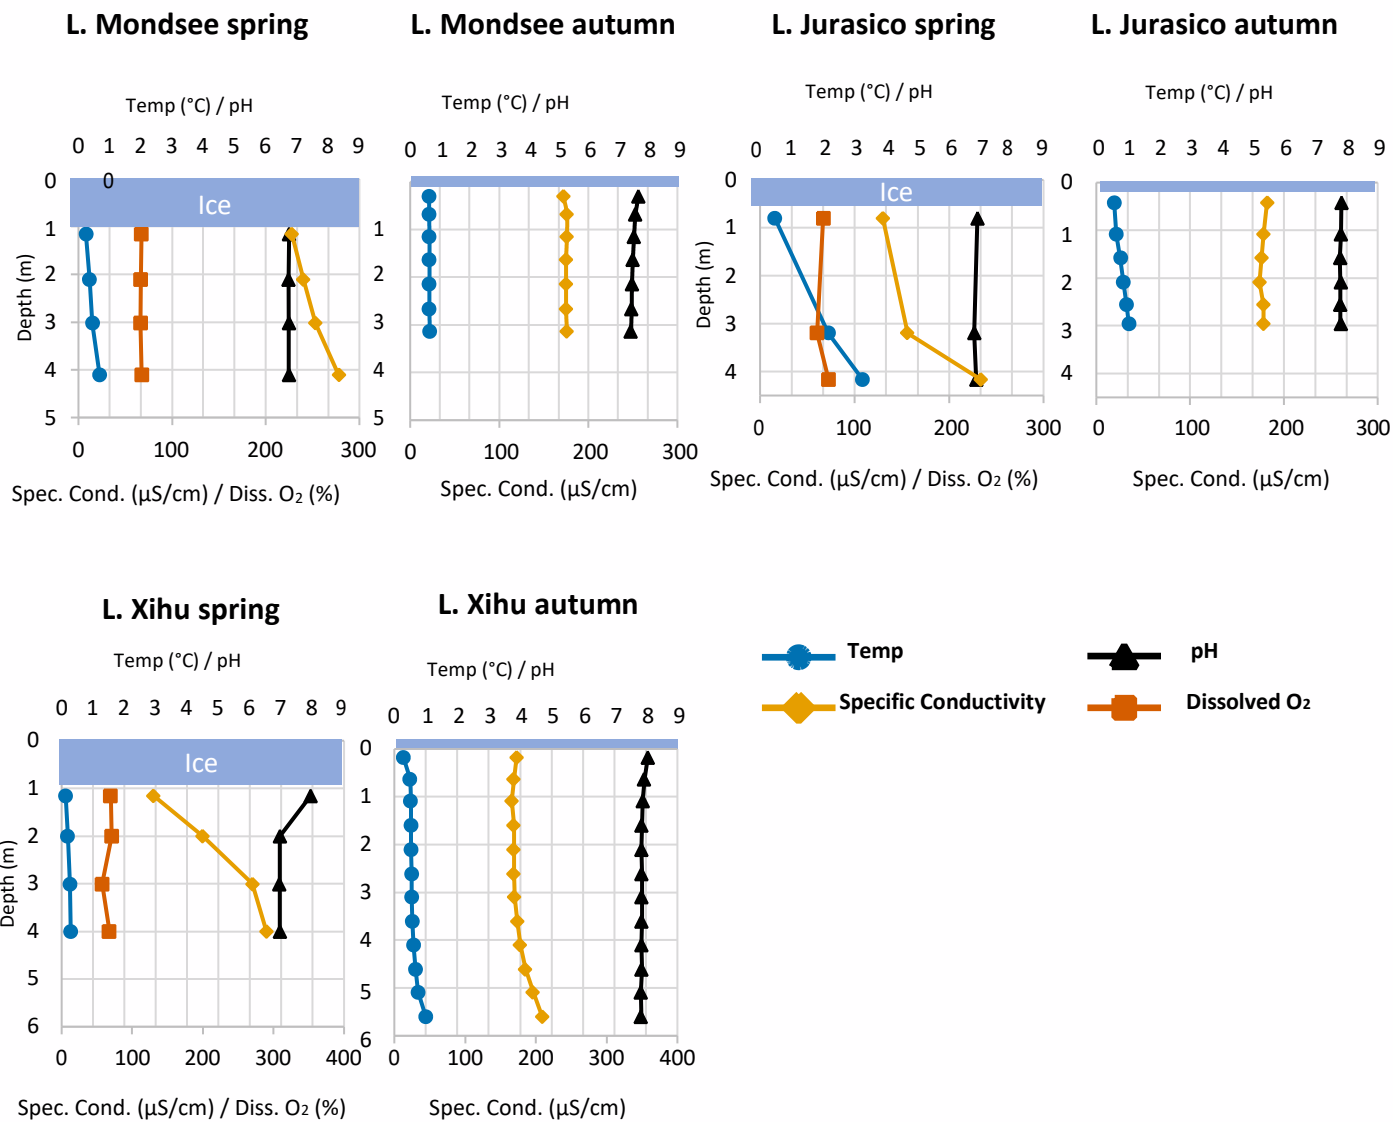 L. Mondsee spring
L. Mondsee autumn
L. Jurasico spring
L. Jurasico autumn
Temp (°C) / pH
Temp (°C) / pH
Temp (°C) / pH
Temp (°C) / pH
0 1 2 3 4 5 6 7 8 9
0 1 2 3 4 5 6 7 8 9
0 1 2 3 4 5 6 7 8 9
0 1 2 3 4 5 6 7 8 9
0
0
Ice
1
2
3
4
5
Depth (m)
0
1
2
3
4
5
0
Ice
1
2
3
4
Depth (m)
0
1
2
3
4
0 100 200 300
0 100 200 300
0 100 200 300
0 100 200 300
Spec. Cond. (µS/cm) / Diss. O₂ (%)
Spec. Cond. (µS/cm)
Spec. Cond. (µS/cm) / Diss. O₂ (%)
Spec. Cond. (µS/cm)
L. Xihu spring
L. Xihu autumn
Temp (°C) / pH
Temp (°C) / pH
0 1 2 3 4 5 6 7 8 9
0 1 2 3 4 5 6 7 8 9
0
Ice
1
2
3
4
5
6
Depth (m)
0
1
2
3
4
5
6
0 100 200 300 400
0 100 200 300 400
Spec. Cond. (µS/cm) / Diss. O₂ (%)
Spec. Cond. (µS/cm)
Temp
pH
Specific Conductivity
Dissolved O₂